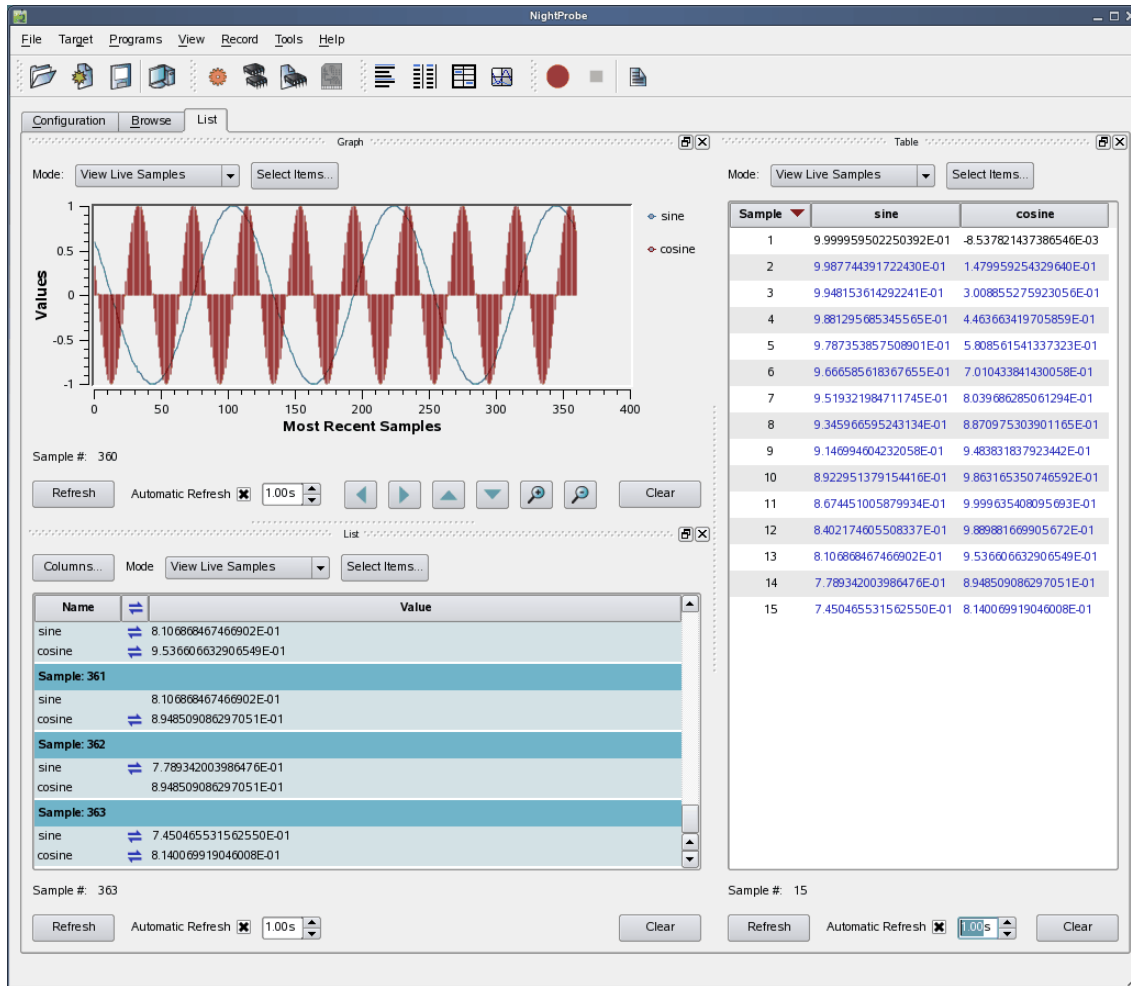 NightProbe
File Target Programs View Record Tools Help
Configuration Browse List
Graph
Mode: View Live Samples Select Items...
1
0.5
0
-0.5
-1
Values
0 50 100 150 200 250 300 350 400
Most Recent Samples
sine
cosine
Sample #: 360
Refresh Automatic Refresh 1.00s Clear
List
Columns... Mode View Live Samples Select Items...
Name Value
sine 8.106868467466902E-01
cosine 9.536606632906549E-01
Sample: 361
sine 8.106868467466902E-01
cosine 8.948509086297051E-01
Sample: 362
sine 7.789342003986476E-01
cosine 8.948509086297051E-01
Sample: 363
sine 7.450465531562550E-01
cosine 8.140069919046008E-01
Sample #: 363
Refresh Automatic Refresh 1.00s Clear
Table
Mode: View Live Samples Select Items...
Sample sine cosine
1 9.999959502250392E-01 -8.537821437386546E-03
2 9.987744391722430E-01 1.479959254329640E-01
3 9.948153614292241E-01 3.008855275923056E-01
4 9.881295685345565E-01 4.463663419705859E-01
5 9.787353857508901E-01 5.808561541337323E-01
6 9.666585618367655E-01 7.010433841430058E-01
7 9.519321984711745E-01 8.039686285061294E-01
8 9.345966595243134E-01 8.870975303901165E-01
9 9.146994604232058E-01 9.483831837923442E-01
10 8.922951379154416E-01 9.863165350746592E-01
11 8.674451005879934E-01 9.999635408095693E-01
12 8.402174605508337E-01 9.889881669905672E-01
13 8.106868467466902E-01 9.536606632906549E-01
14 7.789342003986476E-01 8.948509086297051E-01
15 7.450465531562550E-01 8.140069919046008E-01
Sample #: 15
Refresh Automatic Refresh 1.00s Clear